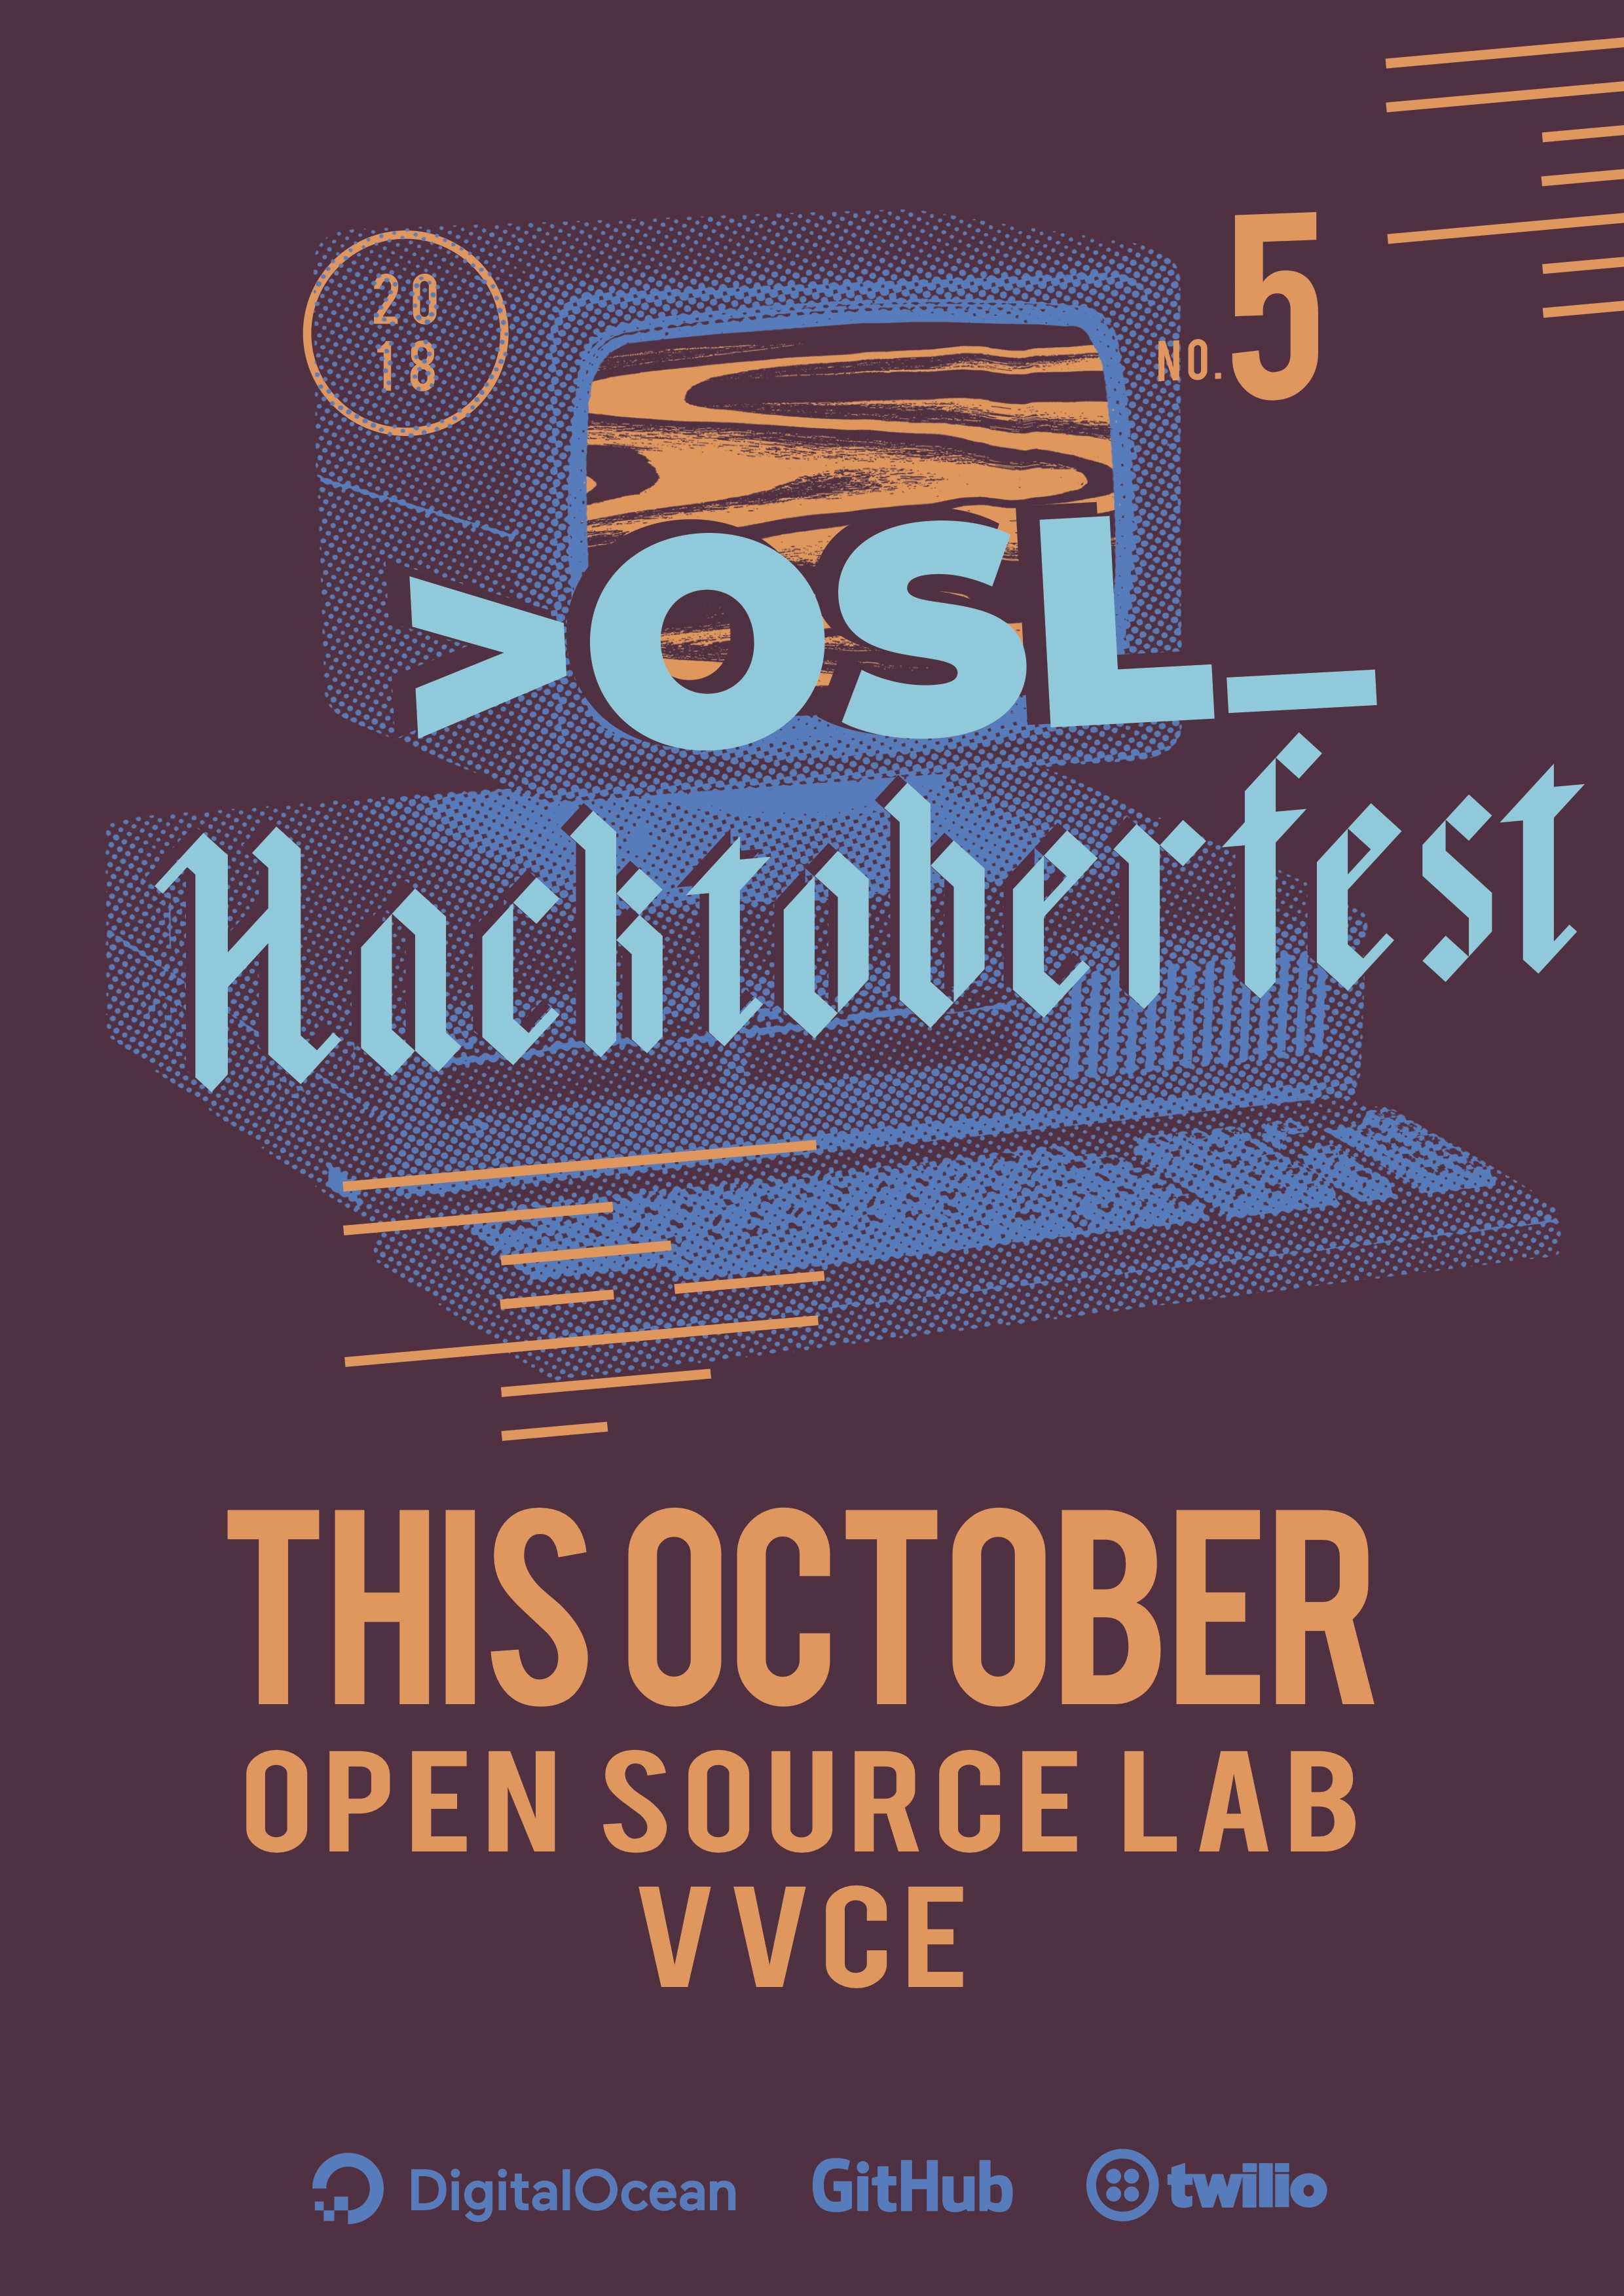 20
18
NO.5
>OSL_
Hacktoberfest
THIS OCTOBER
OPEN SOURCE LAB
VVCE
DigitalOcean GitHub twilio